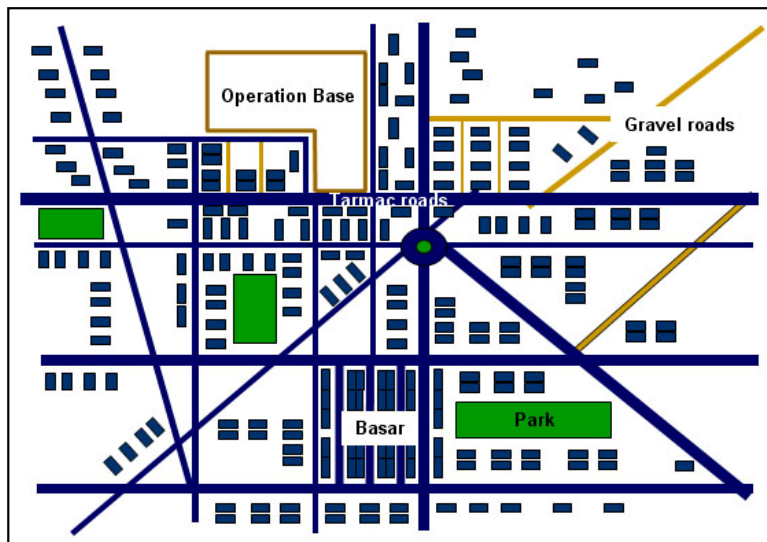 Operation Base
Gravel roads
Tarmac roads
Basar
Park